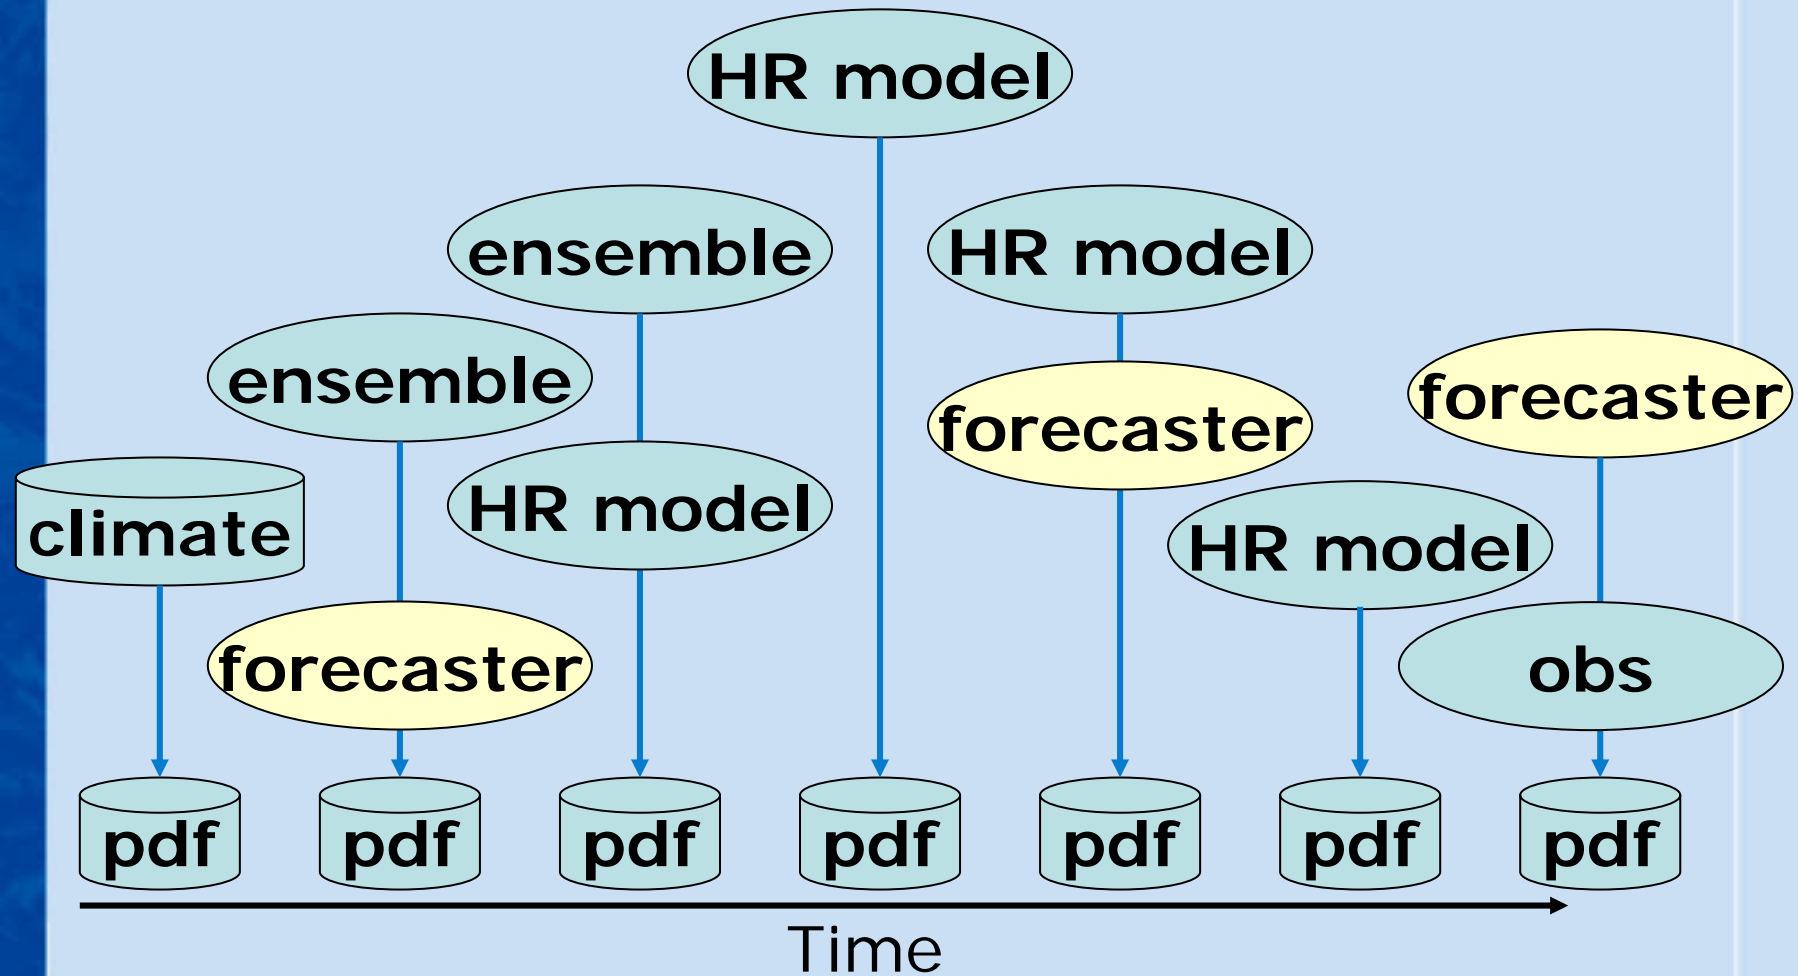 HR model
ensemble
HR model
ensemble
forecaster
forecaster
climate
HR model
HR model
forecaster
obs
pdf
pdf
pdf
pdf
pdf
pdf
pdf
Time